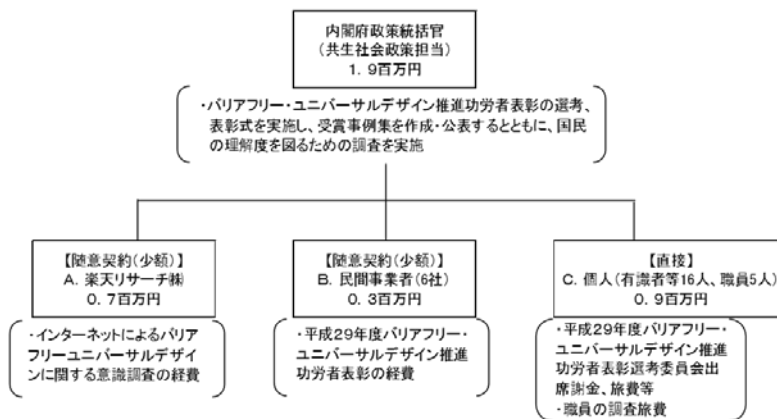 内閣府政策統括官
(共生社会政策担当)
1.9百万円
・バリアフリー・ユニバーサルデザイン推進功労者表彰の選考、
表彰式を実施し、受賞事例集を作成・公表するとともに、国民
の理解度を図るための調査を実施
【随意契約(少額)】
A.楽天リサーチ㈱
0.7百万円
・インターネットによるバリア
フリーユニバーサルデザイ
ンに関する意識調査の経費
【随意契約(少額)】
B.民間事業者(6社)
0.3百万円
・平成29年度バリアフリー・
ユニバーサルデザイン推進
功労者表彰の経費
【直接】
C.個人(有識者等16人、職員5人)
0.9百万円
・平成29年度バリアフリー・
ユニバーサルデザイン推進
功労者表彰選考委員会出
席謝金、旅費等
・職員の調査旅費